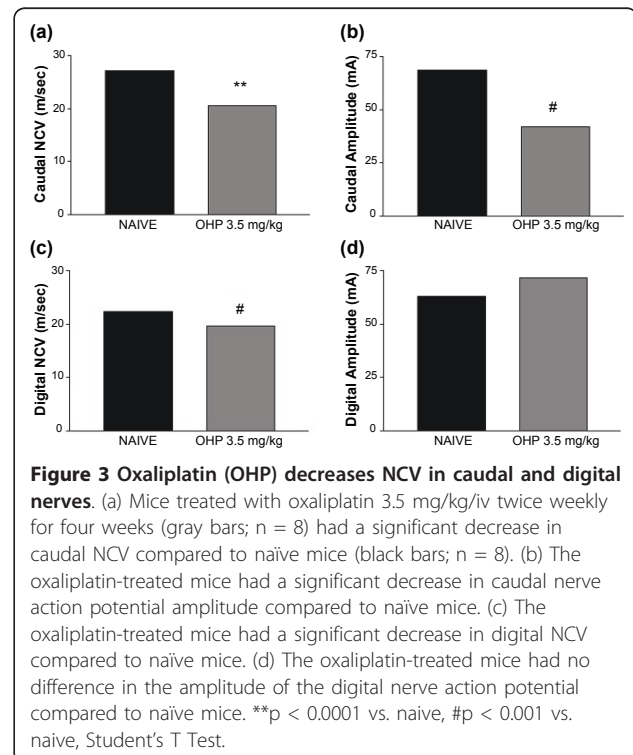 (a)
30
20
10
0
Caudal NCV (m/sec)
**
NAIVE OHP 3.5 mg/kg
(b)
75
50
25
0
Caudal Amplitude (mA)
#
NAIVE OHP 3.5 mg/kg
(c)
30
20
10
0
Digital NCV (m/sec)
#
NAIVE OHP 3.5 mg/kg
(d)
75
50
25
0
Digital Amplitude (mA)
NAIVE OHP 3.5 mg/kg
Figure 3 Oxaliplatin (OHP) decreases NCV in caudal and digital
nerves. (a) Mice treated with oxaliplatin 3.5 mg/kg/iv twice weekly
for four weeks (gray bars; n = 8) had a significant decrease in
caudal NCV compared to naïve mice (black bars; n = 8). (b) The
oxaliplatin-treated mice had a significant decrease in caudal nerve
action potential amplitude compared to naïve mice. (c) The
oxaliplatin-treated mice had a significant decrease in digital NCV
compared to naïve mice. (d) The oxaliplatin-treated mice had no
difference in the amplitude of the digital nerve action potential
compared to naïve mice. **p < 0.0001 vs. naive, #p < 0.001 vs.
naive, Student's T Test.